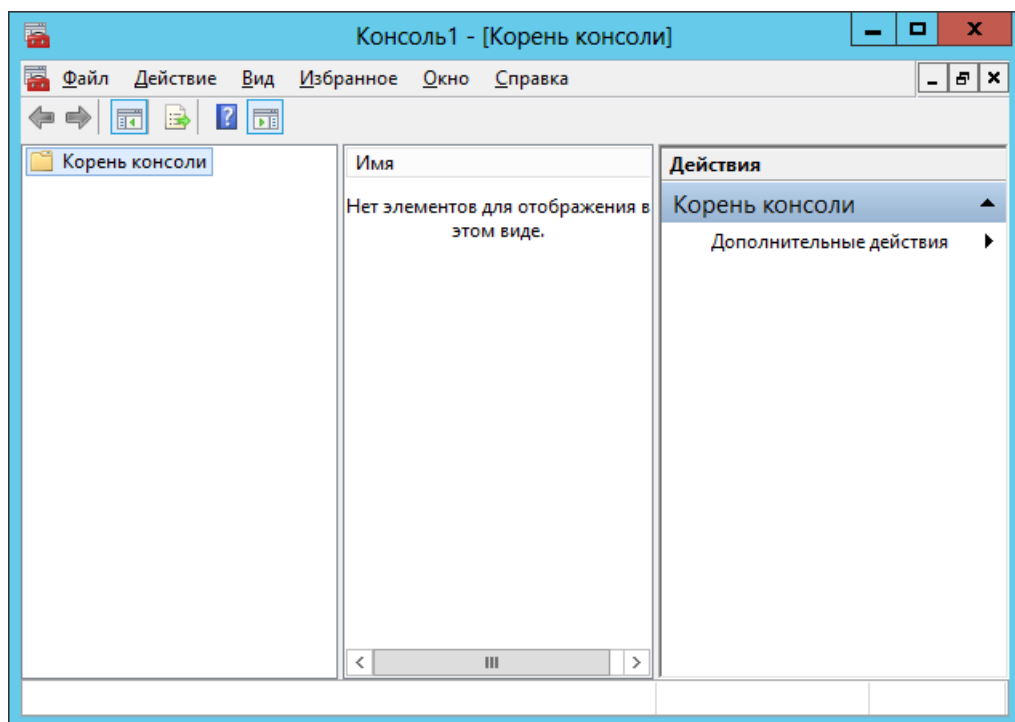 Консоль1 - [Корень консоли]
Файл Действие Вид Избранное Окно Справка
Корень консоли
Имя
Нет элементов для отображения в
этом виде.
Действия
Корень консоли
Дополнительные действия